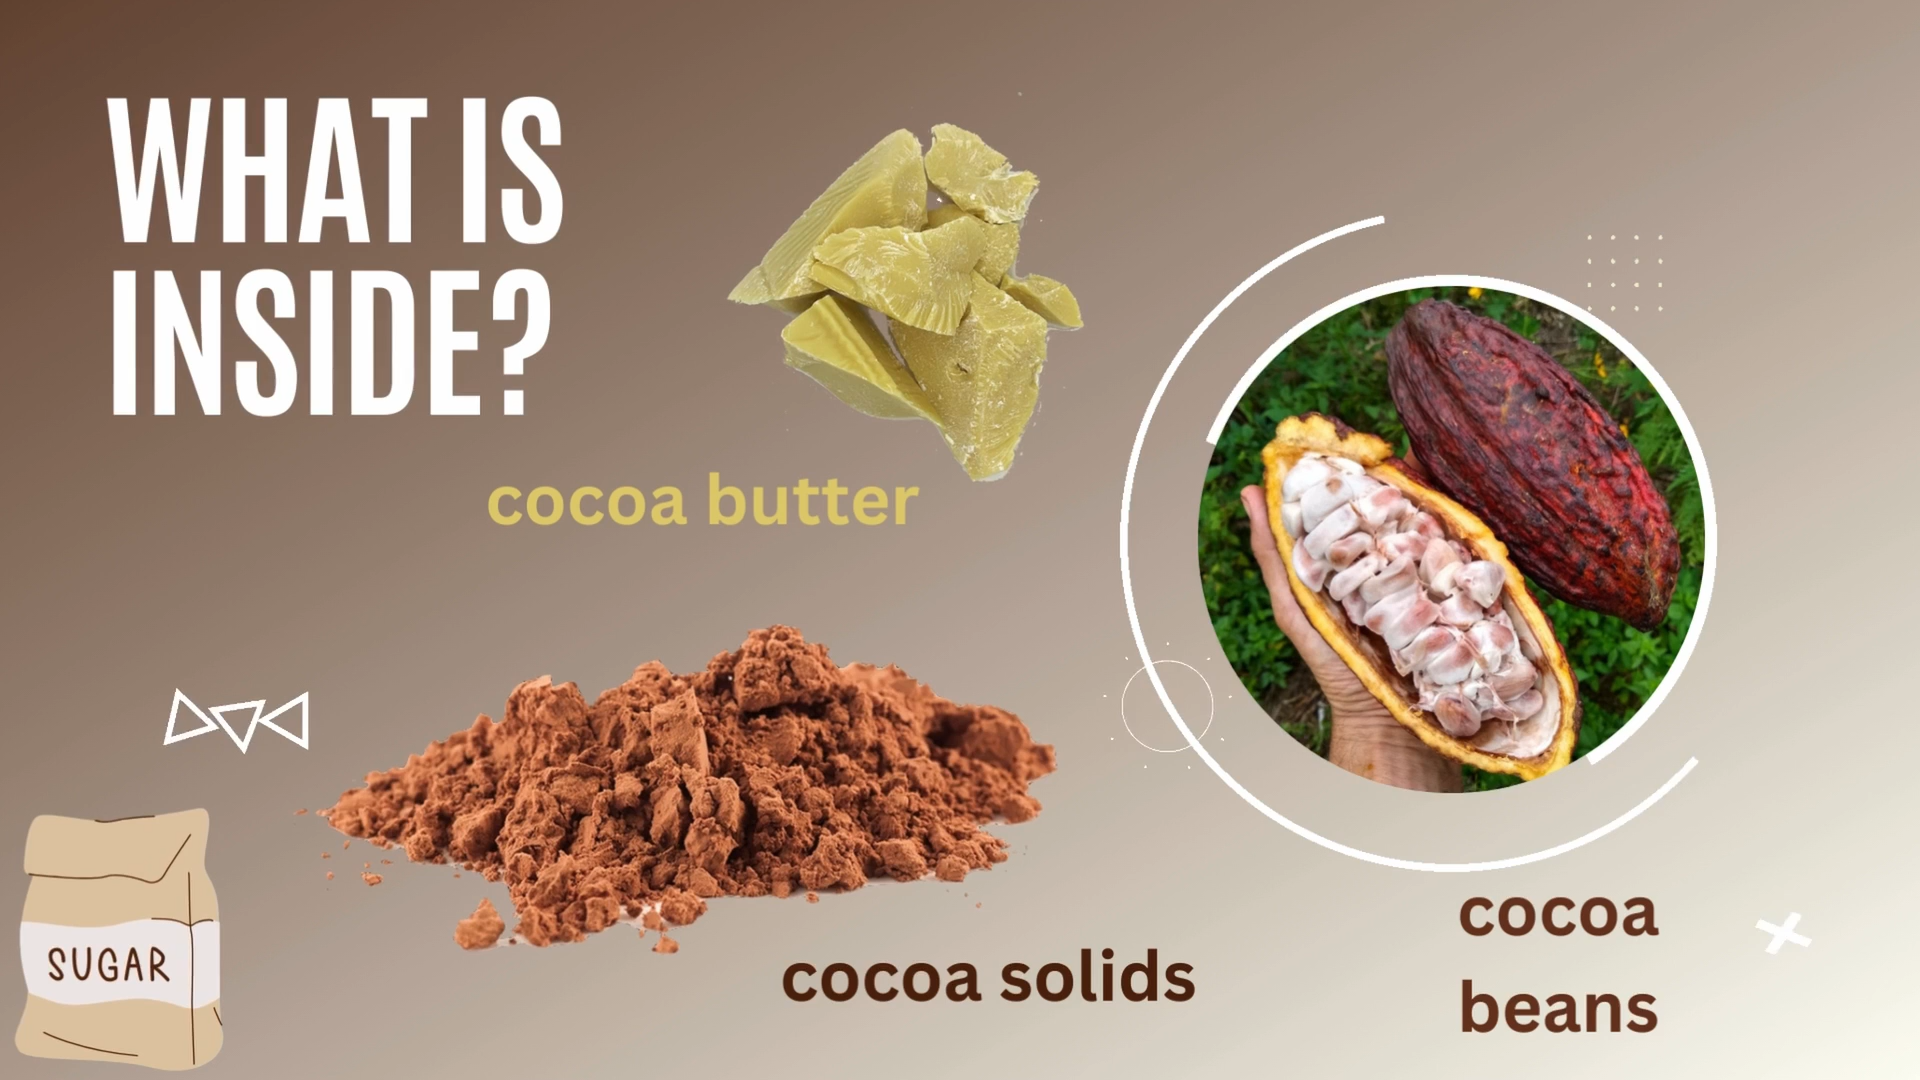 WHAT IS
INSIDE?
cocoa butter
cocoa solids
cocoa
beans
SUGAR